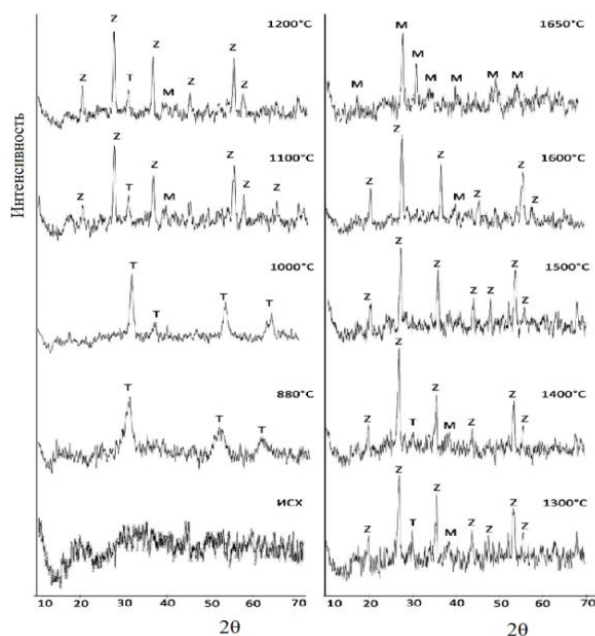 Интенсивность
1200°C
Z Z T Z M Z Z Z
1100°C
Z Z T Z M Z Z Z
1000°C
T T T T
880°C
T T T
ИСХ
10 20 30 40 50 60 70
2θ
1650°C
M M M M M M M
1600°C
Z Z Z M Z Z Z
1500°C
Z Z Z Z Z Z Z
1400°C
Z Z T Z M Z Z Z
1300°C
Z Z T Z M Z Z Z Z
10 20 30 40 50 60 70
2θ